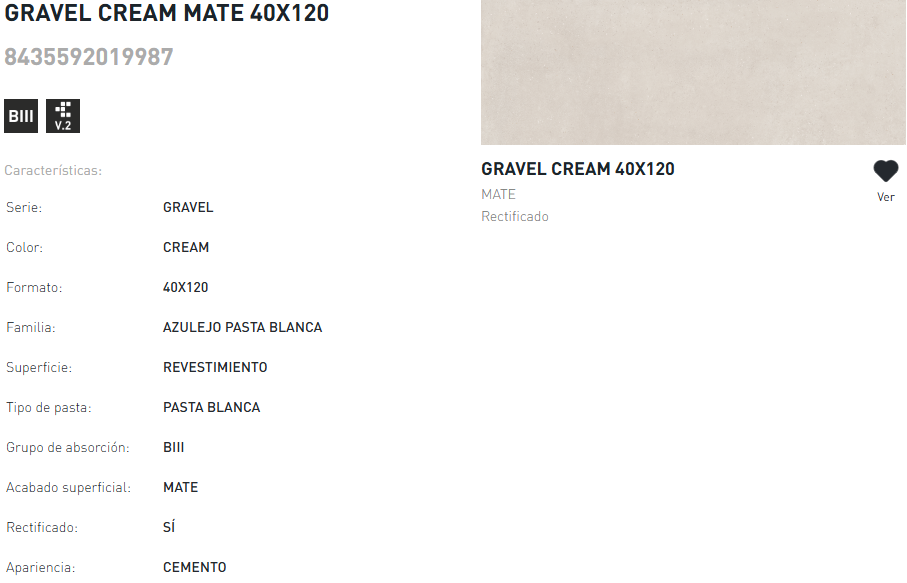 GRAVEL CREAM MATE 40X120
8435592019987
BIII
V.2
Características:
Serie: GRAVEL
Color: CREAM
Formato: 40X120
Familia: AZULEJO PASTA BLANCA
Superficie: REVESTIMIENTO
Tipo de pasta: PASTA BLANCA
Grupo de absorción: BIII
Acabado superficial: MATE
Rectificado: SÍ
Apariencia: CEMENTO
GRAVEL CREAM 40X120
MATE
Rectificado
Ver